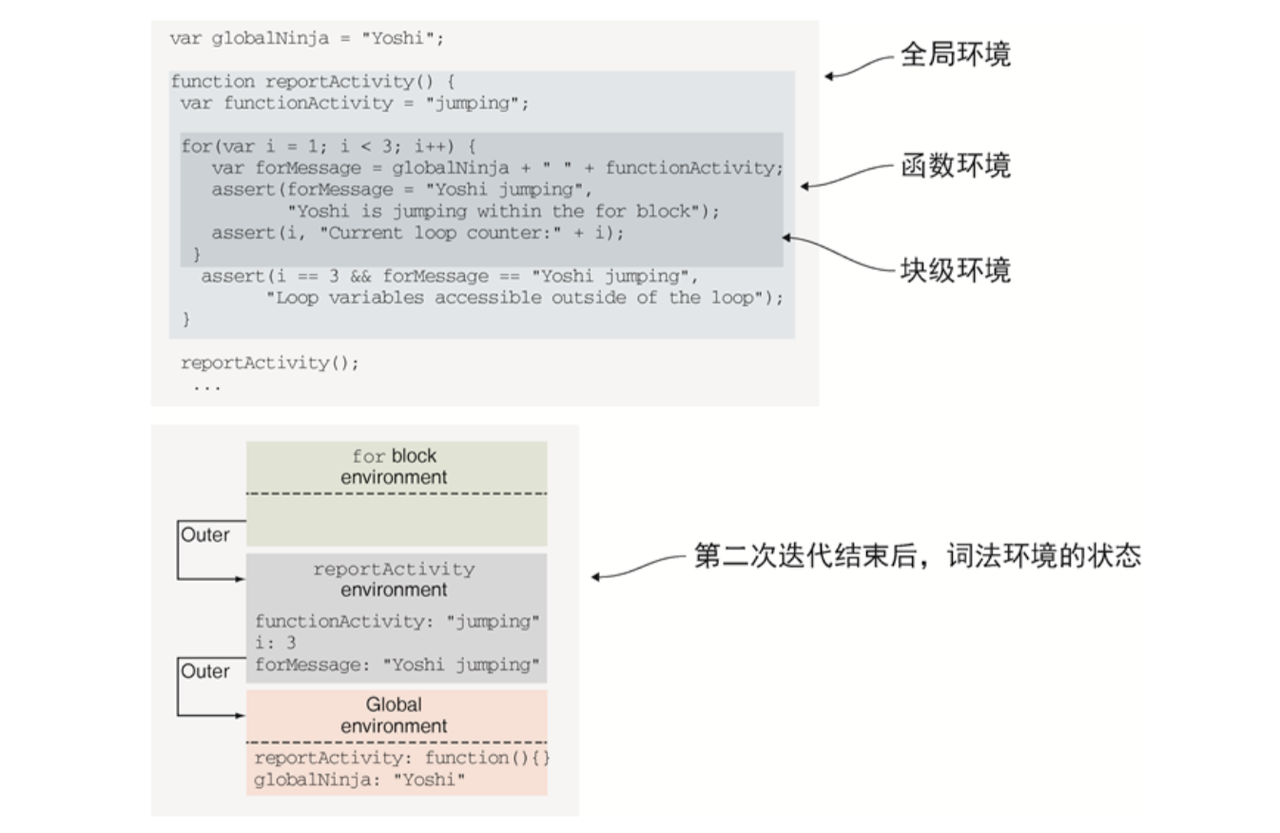 var globalNinja = "Yoshi";
全局环境
function reportActivity() {
var functionActivity = "jumping";
for(var i = 1; i < 3; i++) {
var forMessage = globalNinja + " " + functionActivity;
函数环境
assert(forMessage = "Yoshi jumping",
"Yoshi is jumping within the for block");
assert(i, "Current loop counter:" + i);
}
块级环境
assert(i == 3 && forMessage == "Yoshi jumping",
"Loop variables accessible outside of the loop");
}
reportActivity();
...
for block
environment
Outer
第二次迭代结束后，词法环境的状态
reportActivity
environment
functionActivity: "jumping"
i: 3
forMessage: "Yoshi jumping"
Outer
Global
environment
reportActivity: function(){}
globalNinja: "Yoshi"